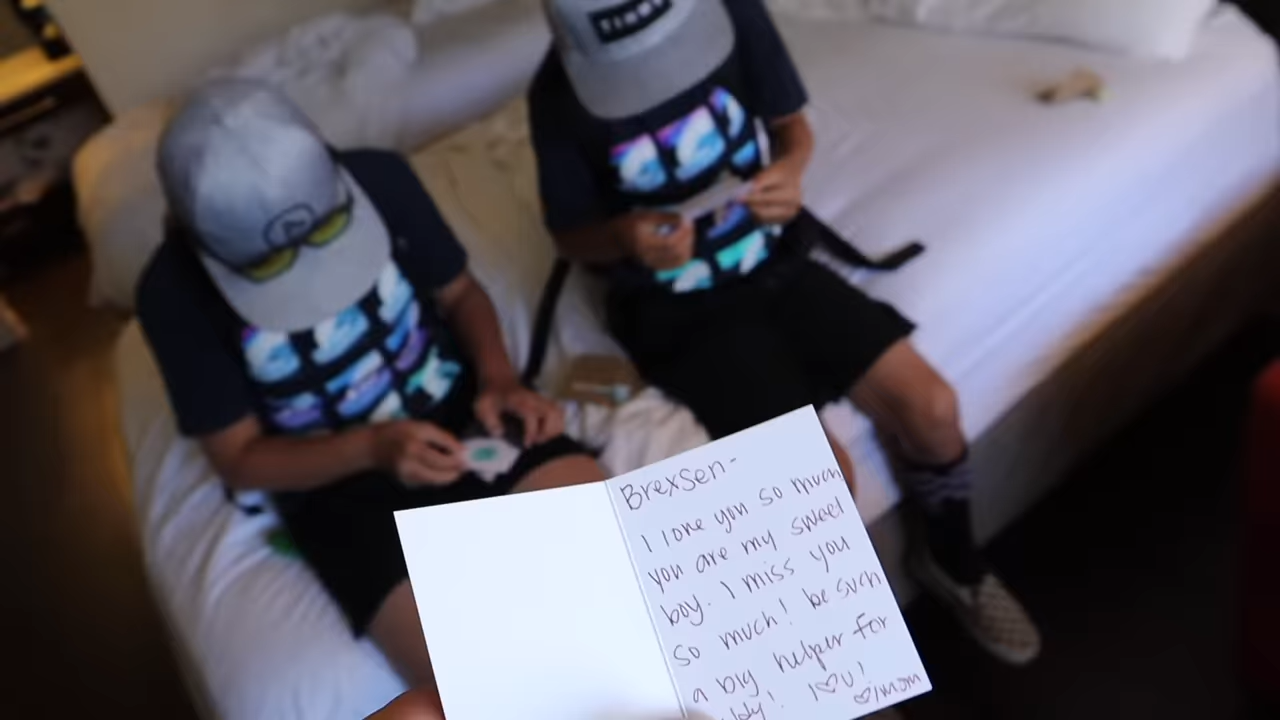 BrexSen-
I love you so much
you are my sweet
boy. I miss you
so much! be such
a big helper for
I♡U!
♡, mom